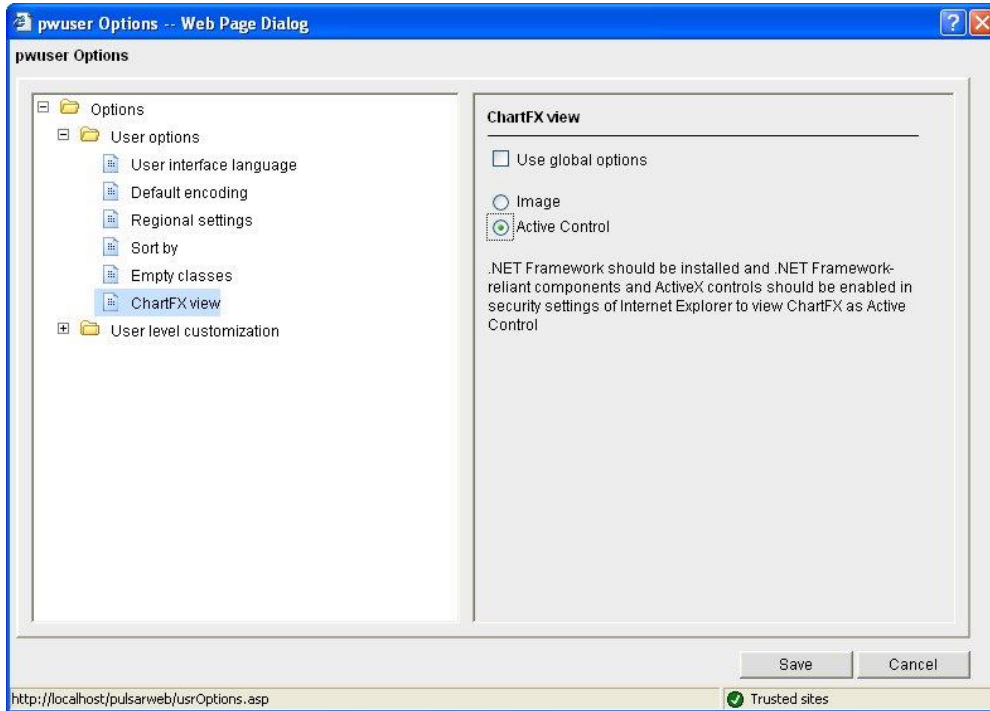 pwuser Options -- Web Page Dialog
pwuser Options
Options
User options
User interface language
Default encoding
Regional settings
Sort by
Empty classes
ChartFX view
User level customization
ChartFX view
Use global options
Image
Active Control
.NET Framework should be installed and .NET Framework-
reliant components and ActiveX controls should be enabled in
security settings of Internet Explorer to view ChartFX as Active
Control
Save
Cancel
http://localhost/pulsarweb/usrOptions.asp
Trusted sites